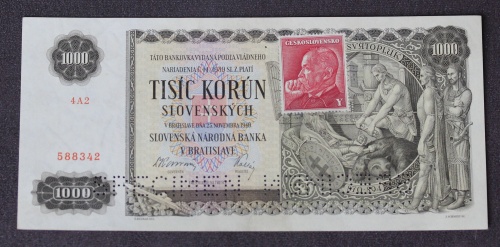 1000
TÁTO BANKOVKA VYDANÁ PODĽA VLÁDNEHO
NARIADENIA Č. 44/1939 SL. Z. PLATÍ
TISÍC KORÚN
SLOVENSKÝCH
V BRATISLAVE DŇA 25. NOVEMBRA 1940
SLOVENSKÁ NÁRODNÁ BANKA
V BRATISLAVE
4A2
588342
1000
ČESKOSLOVENSKO
Y
SVÄTOPLUK
1000